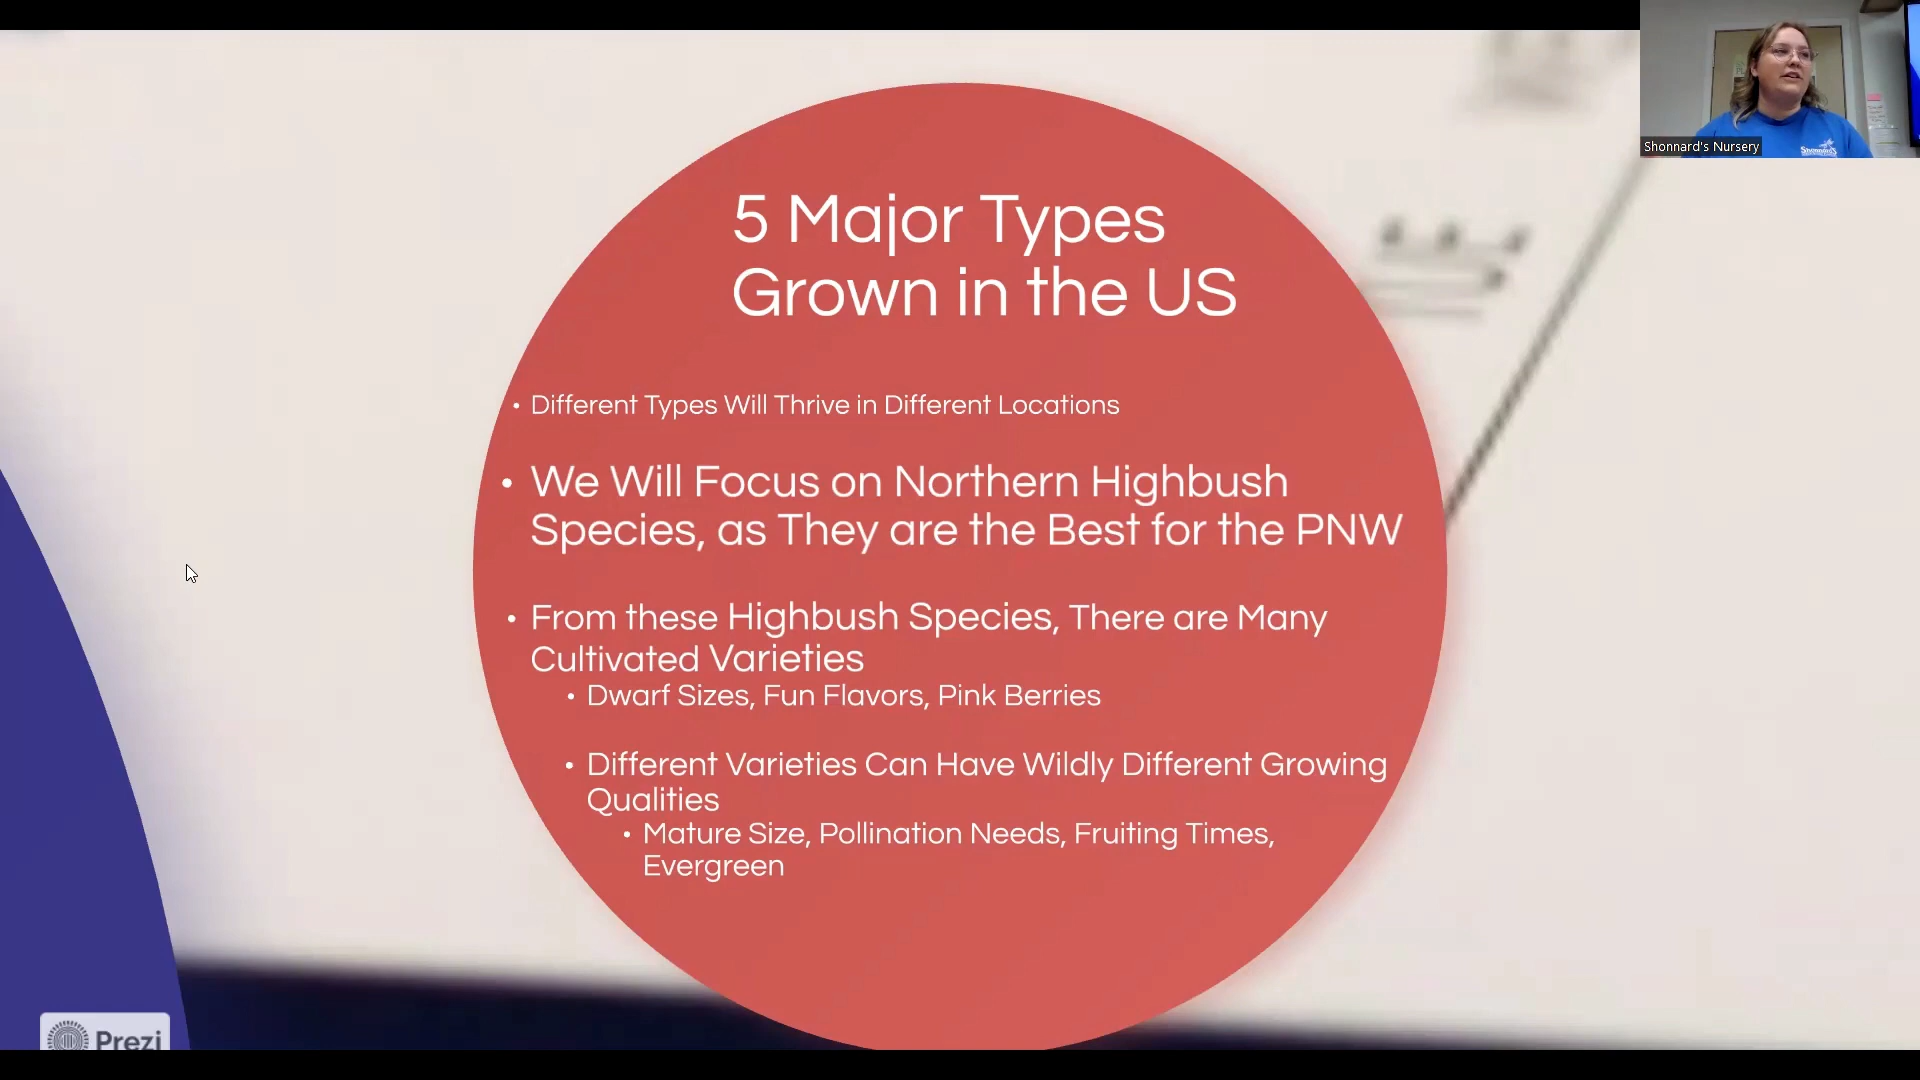 Shonnard's Nursery
Shonnard's
5 Major Types
Grown in the US
• Different Types Will Thrive in Different Locations
• We Will Focus on Northern Highbush
Species, as They are the Best for the PNW
• From these Highbush Species, There are Many
Cultivated Varieties
• Dwarf Sizes, Fun Flavors, Pink Berries
• Different Varieties Can Have Wildly Different Growing
Qualities
• Mature Size, Pollination Needs, Fruiting Times,
Evergreen
Prezi